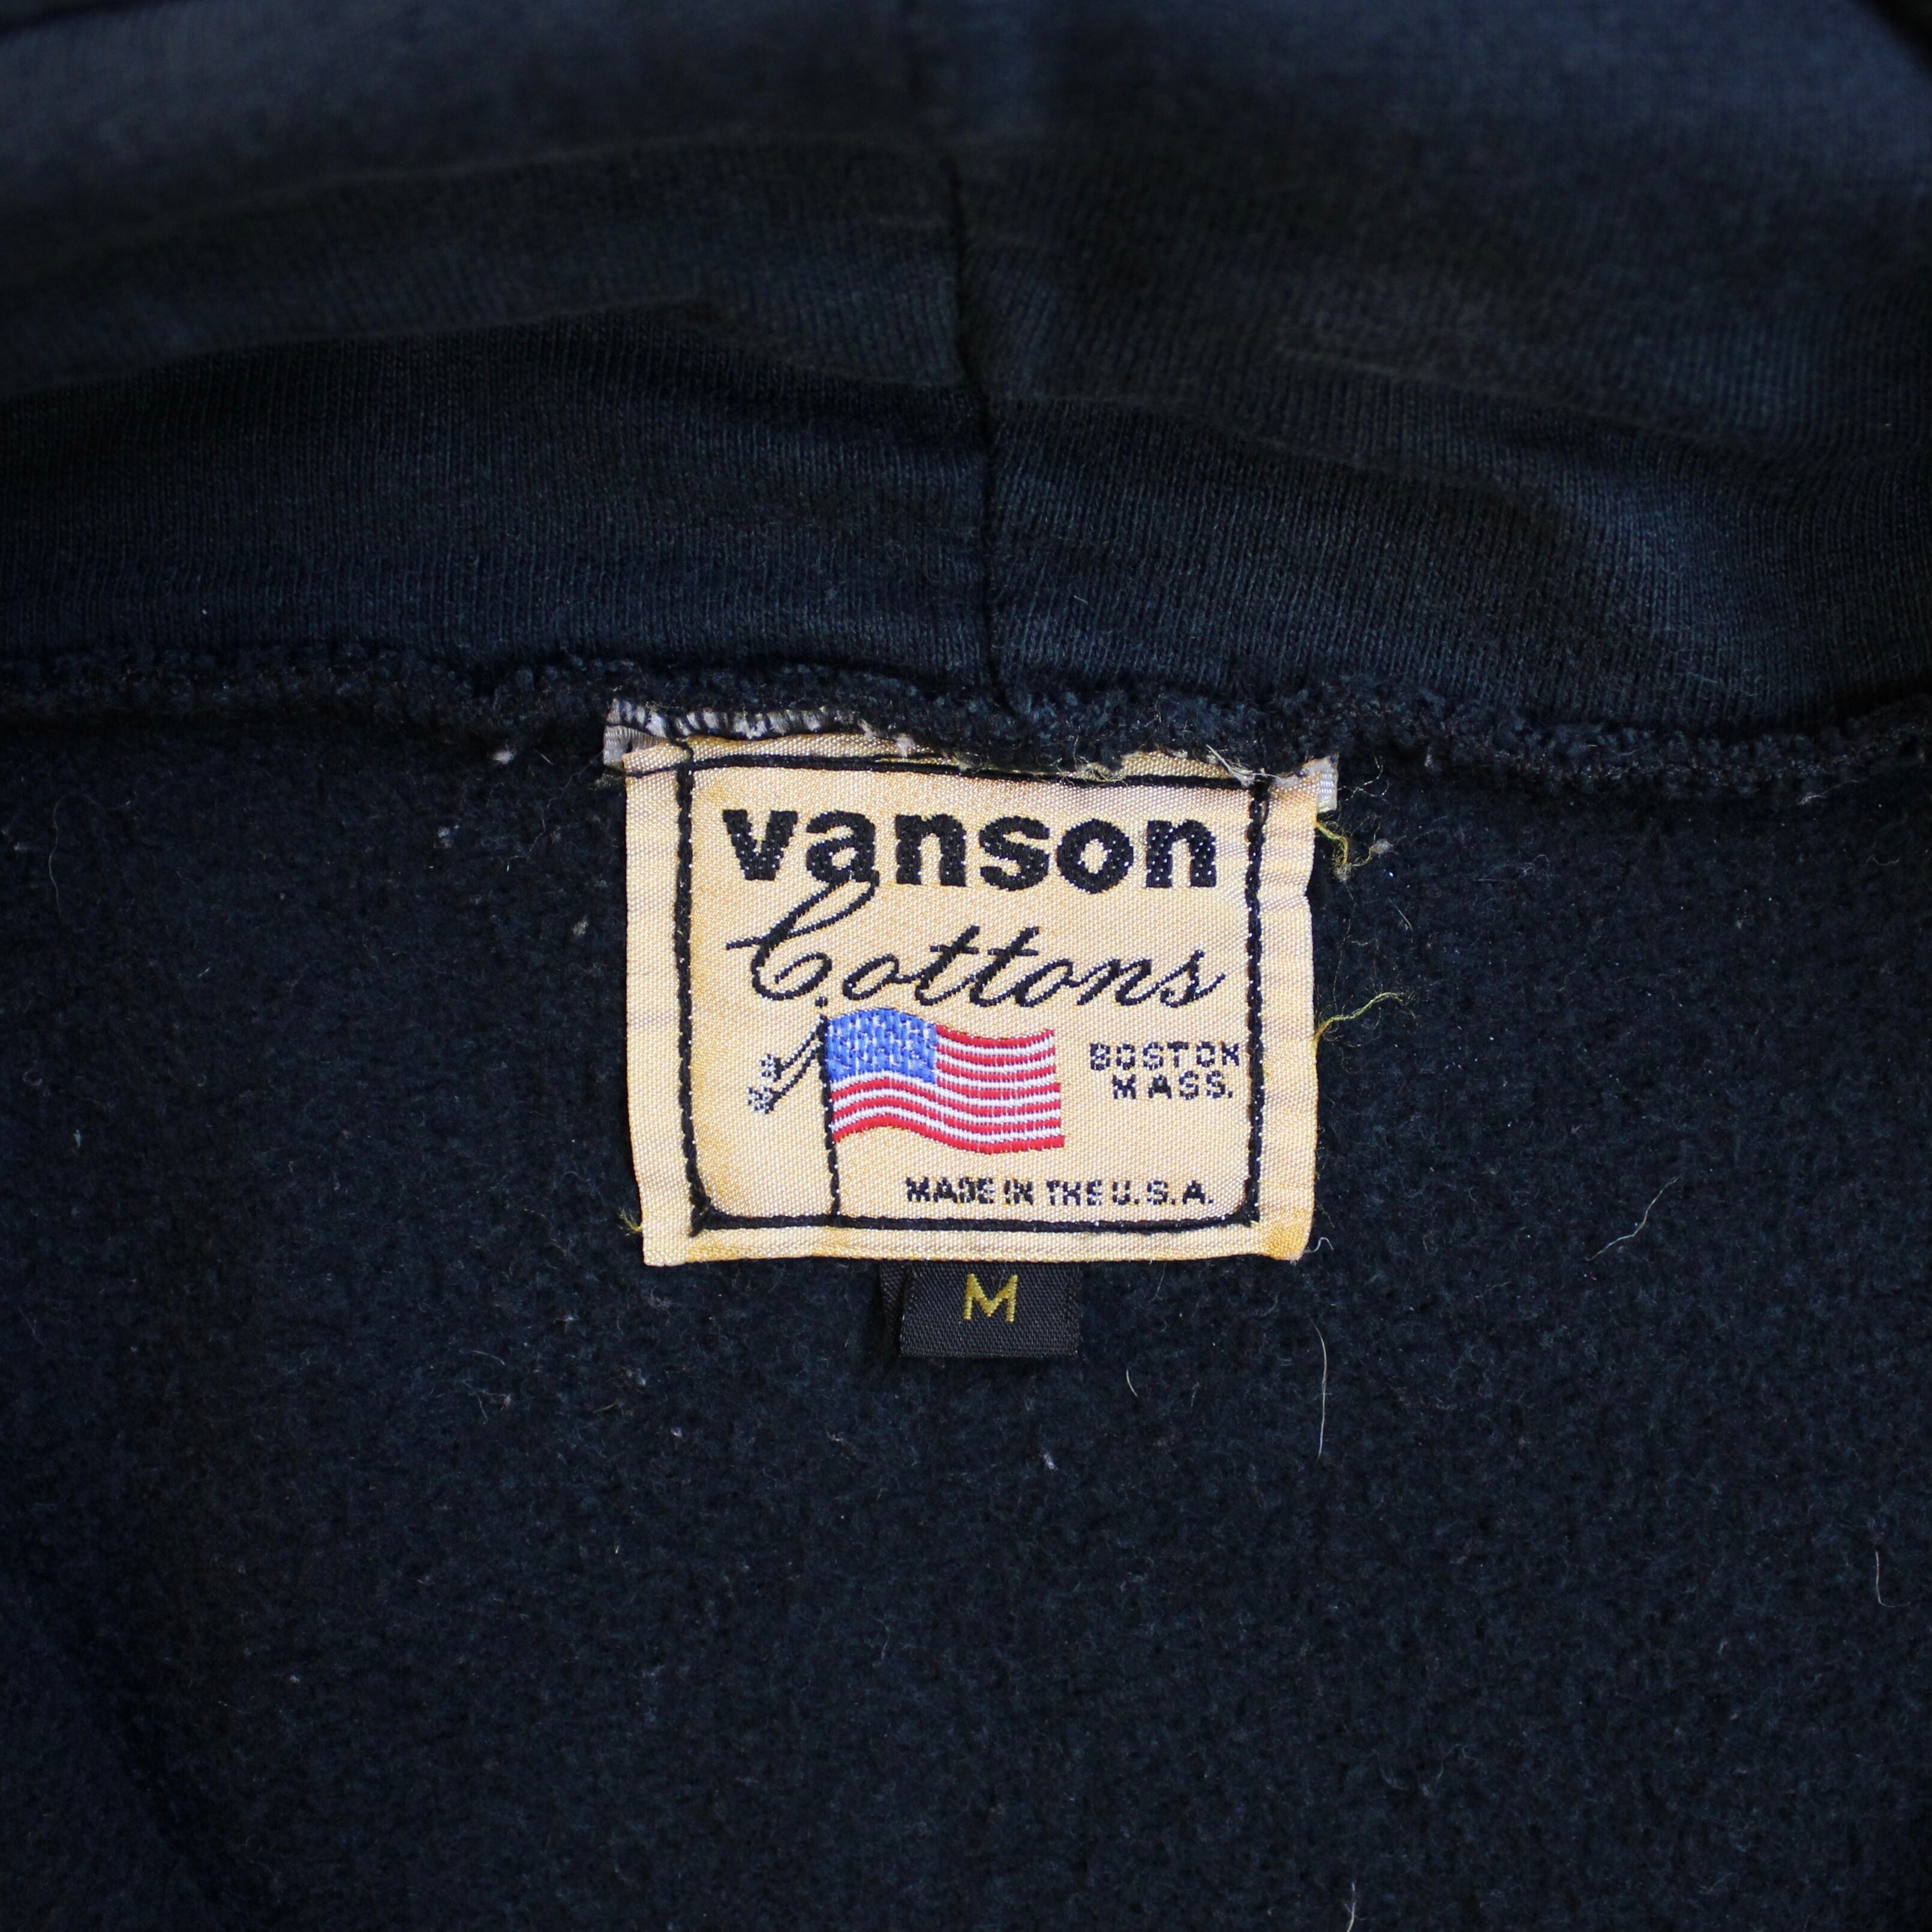 vanson
Cottons
BOSTON
MASS.
MADE IN THE U.S.A.
M